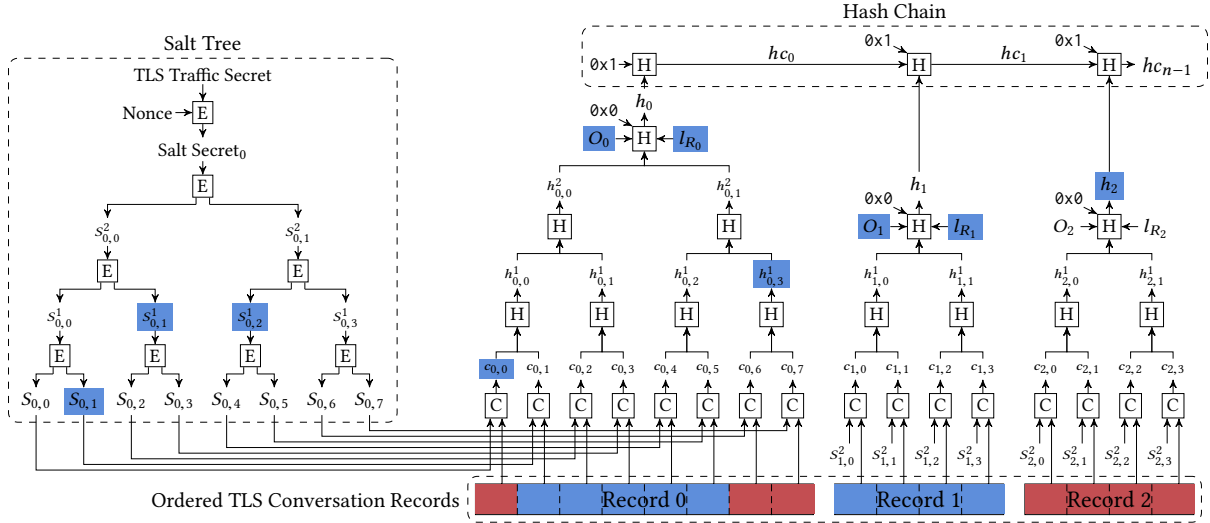 Hash Chain
Salt Tree
0x1 0x1
0x1 H hc₀ H hc₁ H hcₙ₋₁
TLS Traffic Secret
Nonce E
h₀
0x0
O₀ H l_R₀
Salt Secret₀
E
h²₀,₀ h²₀,₁ h₁ h₂
0x0 0x0
S²₀,₀ S²₀,₁ H H O₁ H l_R₁ O₂ H l_R₂
E E h¹₀,₀ h¹₀,₁ h¹₀,₂ h¹₀,₃ h¹₁,₀ h¹₁,₁ h¹₂,₀ h¹₂,₁
S¹₀,₀ S¹₀,₁ S¹₀,₂ S¹₀,₃ H H H H H H H H
E E E E c₀,₀ c₀,₁ c₀,₂ c₀,₃ c₀,₄ c₀,₅ c₀,₆ c₀,₇ c₁,₀ c₁,₁ c₁,₂ c₁,₃ c₂,₀ c₂,₁ c₂,₂ c₂,₃
S₀,₀ S₀,₁ S₀,₂ S₀,₃ S₀,₄ S₀,₅ S₀,₆ S₀,₇ C C C C C C C C C C C C C C C C
S²₁,₀ S²₁,₁ S²₁,₂ S²₁,₃ S²₂,₀ S²₂,₁ S²₂,₂ S²₂,₃
Ordered TLS Conversation Records Record 0 Record 1 Record 2